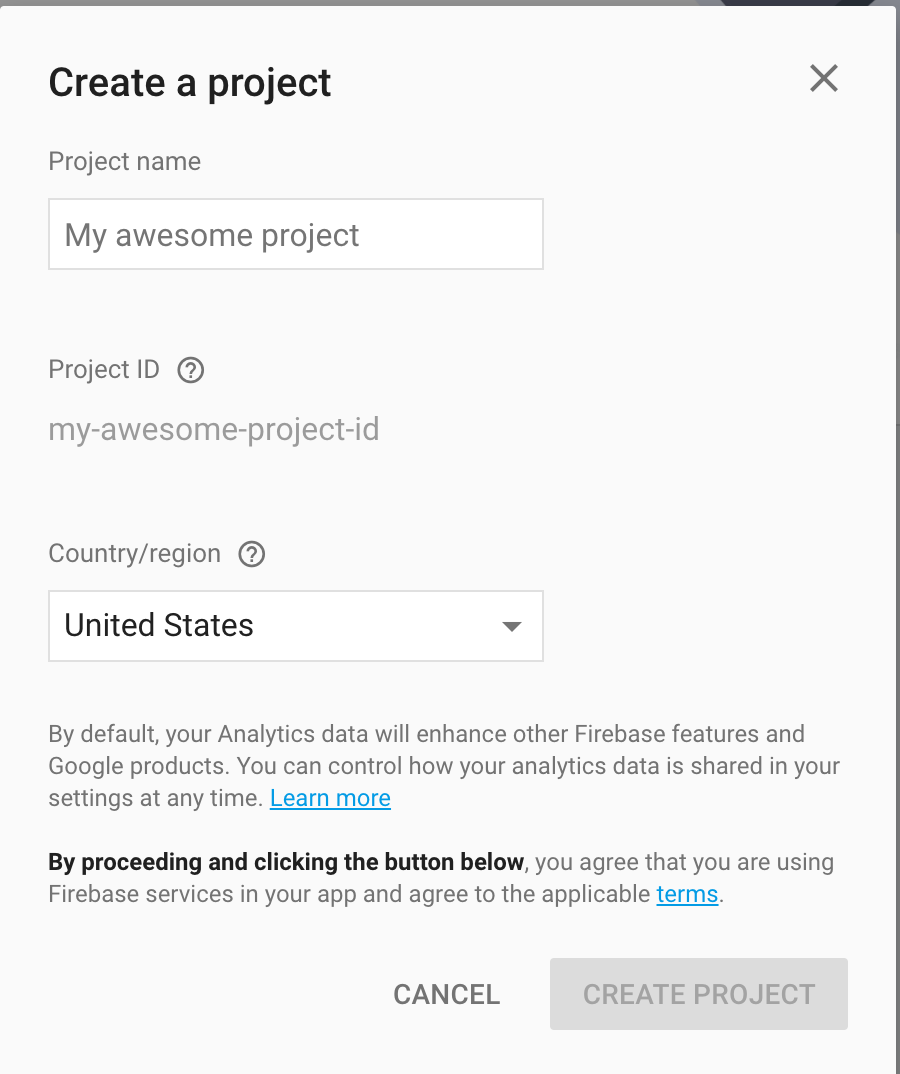 Create a project
Project name
My awesome project
Project ID
my-awesome-project-id
Country/region
United States
By default, your Analytics data will enhance other Firebase features and
Google products. You can control how your analytics data is shared in your
settings at any time. Learn more
By proceeding and clicking the button below, you agree that you are using
Firebase services in your app and agree to the applicable terms.
CANCEL CREATE PROJECT